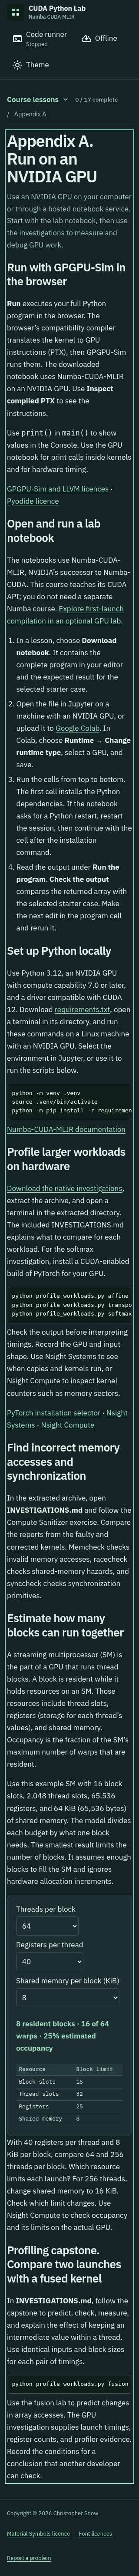 CUDA Python Lab
Numba CUDA MLIR
Code runner
Stopped
Offline
Theme
Course lessons
0 / 17 complete
/ Appendix A
Appendix A.
Run on an
NVIDIA GPU
Use an NVIDIA GPU on your computer
or through a hosted notebook service.
Start with the lab notebook, then use
the investigations to measure and
debug GPU work.
Run with GPGPU-Sim in
the browser
Run executes your full Python
program in the browser. The
browser's compatibility compiler
translates the kernel to GPU
instructions (PTX), then GPGPU-Sim
runs them. The downloaded
notebook uses Numba-CUDA-MLIR
on an NVIDIA GPU. Use Inspect
compiled PTX to see the
instructions.
Use print() in main() to show
values in the Console. Use the GPU
notebook for print calls inside kernels
and for hardware timing.
GPGPU-Sim and LLVM licences ·
Pyodide licence
Open and run a lab
notebook
The notebooks use Numba-CUDA-
MLIR, NVIDIA's successor to Numba-
CUDA. This course teaches its CUDA
API; you do not need a separate
Numba course. Explore first-launch
compilation in an optional GPU lab.
1. In a lesson, choose Download
notebook. It contains the
complete program in your editor
and the expected result for the
selected starter case.
2. Open the file in Jupyter on a
machine with an NVIDIA GPU, or
upload it to Google Colab. In
Colab, choose Runtime → Change
runtime type, select a GPU, and
save.
3. Run the cells from top to bottom.
The first cell installs the Python
dependencies. If the notebook
asks for a Python restart, restart
the session, then continue with the
cell after the installation
command.
4. Read the output under Run the
program. Check the output
compares the returned array with
the selected starter case. Make
each edit in the program cell and
rerun it.
Set up Python locally
Use Python 3.12, an NVIDIA GPU
with compute capability 7.0 or later,
and a driver compatible with CUDA
12. Download requirements.txt, open
a terminal in its directory, and run
these commands on a Linux machine
with an NVIDIA GPU. Select the
environment in Jupyter, or use it to
run the scripts below.
python -m venv .venv
source .venv/bin/activate
python -m pip install -r requiremen
Numba-CUDA-MLIR documentation
Profile larger workloads
on hardware
Download the native investigations,
extract the archive, and open a
terminal in the extracted directory.
The included INVESTIGATIONS.md
explains what to compare for each
workload. For the softmax
investigation, install a CUDA-enabled
build of PyTorch for your GPU.
python profile_workloads.py affine
python profile_workloads.py transpo
python profile_workloads.py softmax
Check the output before interpreting
timings. Record the GPU and input
shape. Use Nsight Systems to see
when copies and kernels run, or
Nsight Compute to inspect kernel
counters such as memory sectors.
PyTorch installation selector · Nsight
Systems · Nsight Compute
Find incorrect memory
accesses and
synchronization
In the extracted archive, open
INVESTIGATIONS.md and follow the
Compute Sanitizer exercise. Compare
the reports from the faulty and
corrected kernels. Memcheck checks
invalid memory accesses, racecheck
checks shared-memory hazards, and
synccheck checks synchronization
primitives.
Estimate how many
blocks can run together
A streaming multiprocessor (SM) is
the part of a GPU that runs thread
blocks. A block is resident while it
holds resources on an SM. Those
resources include thread slots,
registers (storage for each thread's
values), and shared memory.
Occupancy is the fraction of the SM's
maximum number of warps that are
resident.
Use this example SM with 16 block
slots, 2,048 thread slots, 65,536
registers, and 64 KiB (65,536 bytes)
of shared memory. The model divides
each budget by what one block
needs. The smallest result limits the
number of blocks. It assumes enough
blocks to fill the SM and ignores
hardware allocation increments.
Threads per block
64
Registers per thread
40
Shared memory per block (KiB)
8
8 resident blocks · 16 of 64
warps · 25% estimated
occupancy
Resource Block limit
Block slots 16
Thread slots 32
Registers 25
Shared memory 8
With 40 registers per thread and 8
KiB per block, compare 64 and 256
threads per block. Which resource
limits each launch? For 256 threads,
change shared memory to 16 KiB.
Check which limit changes. Use
Nsight Compute to check occupancy
and its limits on the actual GPU.
Profiling capstone.
Compare two launches
with a fused kernel
In INVESTIGATIONS.md, follow the
capstone to predict, check, measure,
and explain the effect of keeping an
intermediate value within a thread.
Use identical inputs and block sizes
for each pair of timings.
python profile_workloads.py fusion
Use the fusion lab to predict changes
in array accesses. The GPU
investigation supplies launch timings,
register counts, and profiler evidence.
Record the conditions for a
conclusion that another developer
can check.
Copyright © 2026 Christopher Snow
Material Symbols licence Font licences
Report a problem